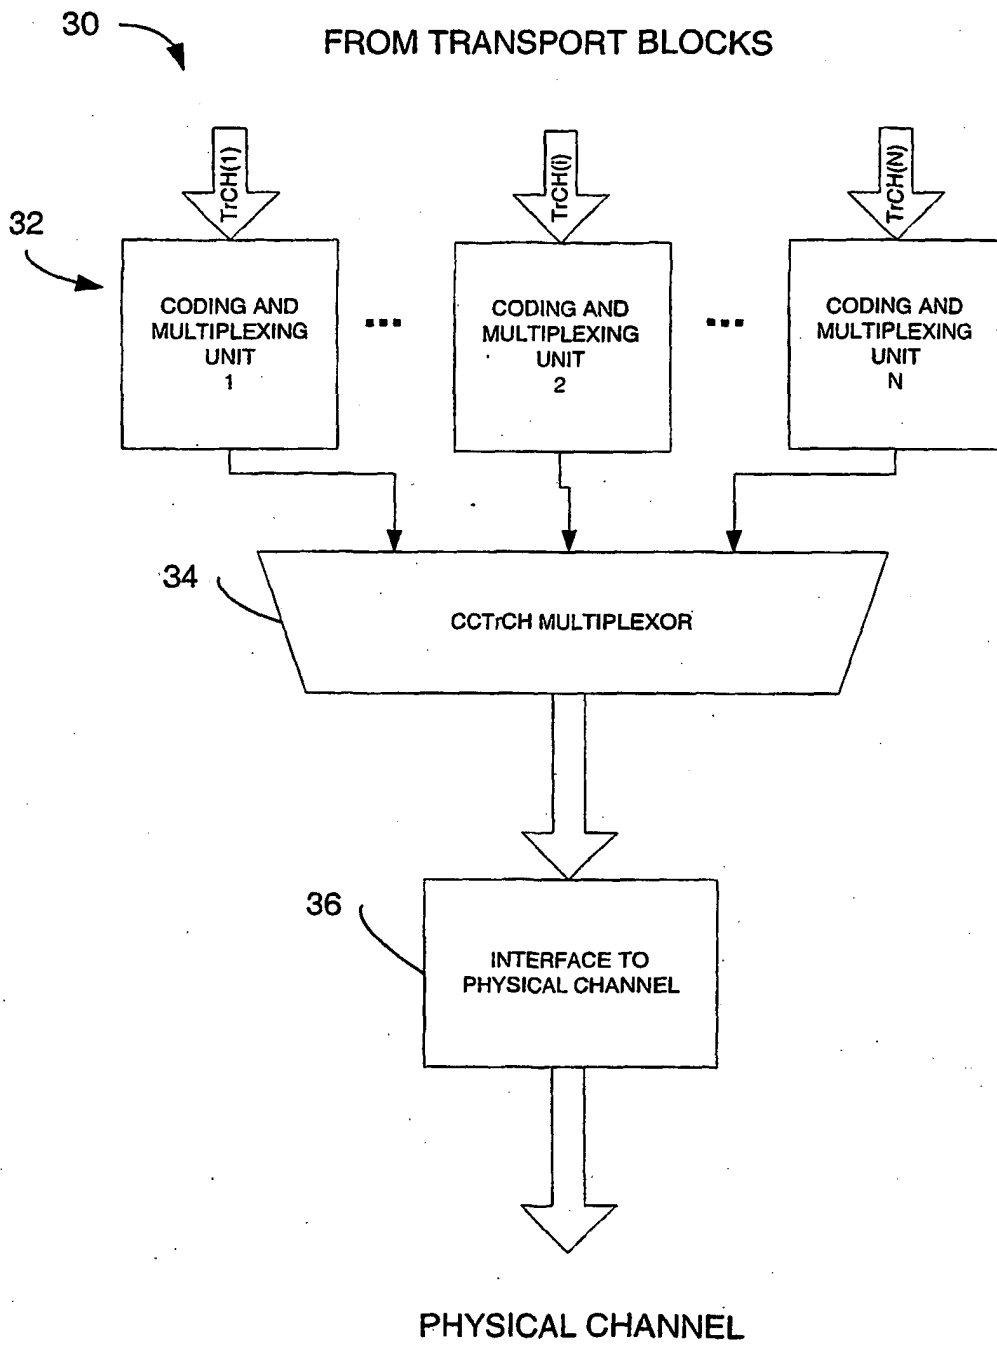 30
FROM TRANSPORT BLOCKS
TrCH(1)
TrCH(i)
TrCH(N)
32
CODING AND
MULTIPLEXING
UNIT
1
CODING AND
MULTIPLEXING
UNIT
2
CODING AND
MULTIPLEXING
UNIT
N
34
CCTrCH MULTIPLEXOR
36
INTERFACE TO
PHYSICAL CHANNEL
PHYSICAL CHANNEL